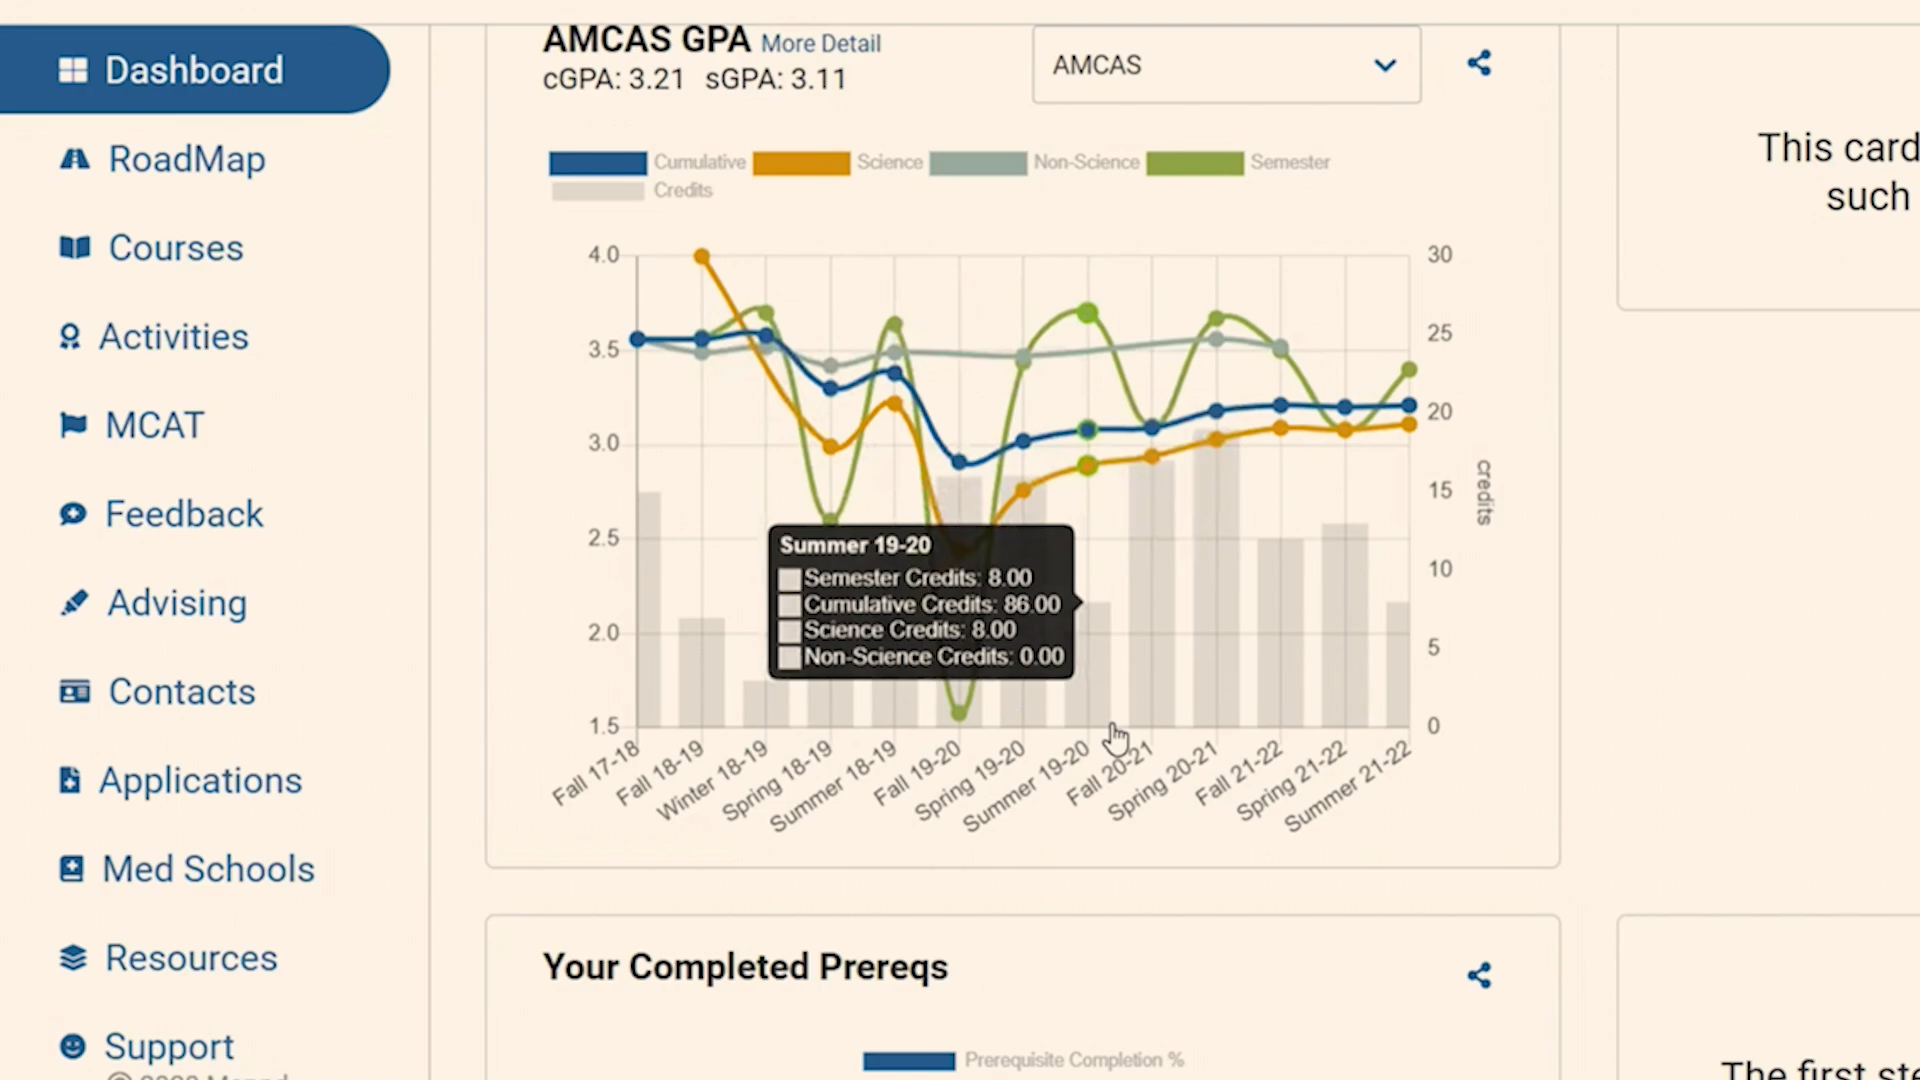 Dashboard
RoadMap
Courses
Activities
MCAT
Feedback
Advising
Contacts
Applications
Med Schools
Resources
Support
AMCAS GPA More Detail
cGPA: 3.21 sGPA: 3.11
AMCAS
Cumulative Science Non-Science Semester
Credits
4.0
3.5
3.0
2.5
2.0
1.5
30
25
20
15
10
5
0
credits
Summer 19-20
Semester Credits: 8.00
Cumulative Credits: 86.00
Science Credits: 8.00
Non-Science Credits: 0.00
Fall 17-18
Fall 18-19
Winter 18-19
Spring 18-19
Summer 18-19
Fall 19-20
Spring 19-20
Summer 19-20
Fall 20-21
Spring 20-21
Fall 21-22
Spring 21-22
Summer 21-22
Your Completed Prereqs
Prerequisite Completion %
This card
such
The first